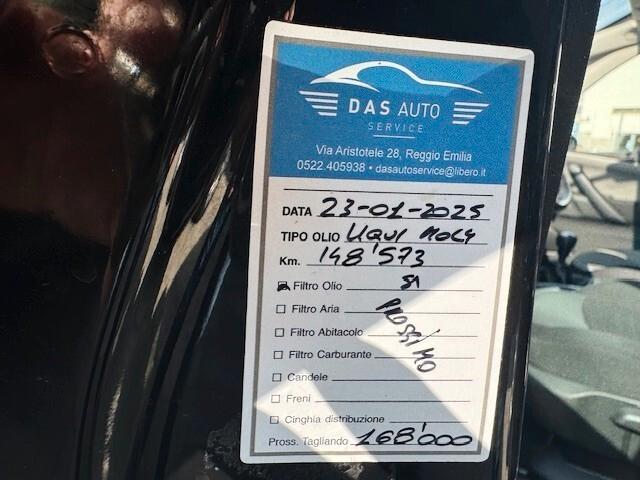 DAS AUTO
SERVICE
Via Aristotele 28, Reggio Emilia
0522 405938 • dasautoservice@libero.it
DATA 23-01-2025
TIPO OLIO LIQUI MOLY
Km. 148'573
Filtro Olio SI
Filtro Aria
Filtro Abitacolo
Filtro Carburante
PROSSIMO
Candele
Freni
Cinghia distribuzione
Pross. Tagliando 168'000